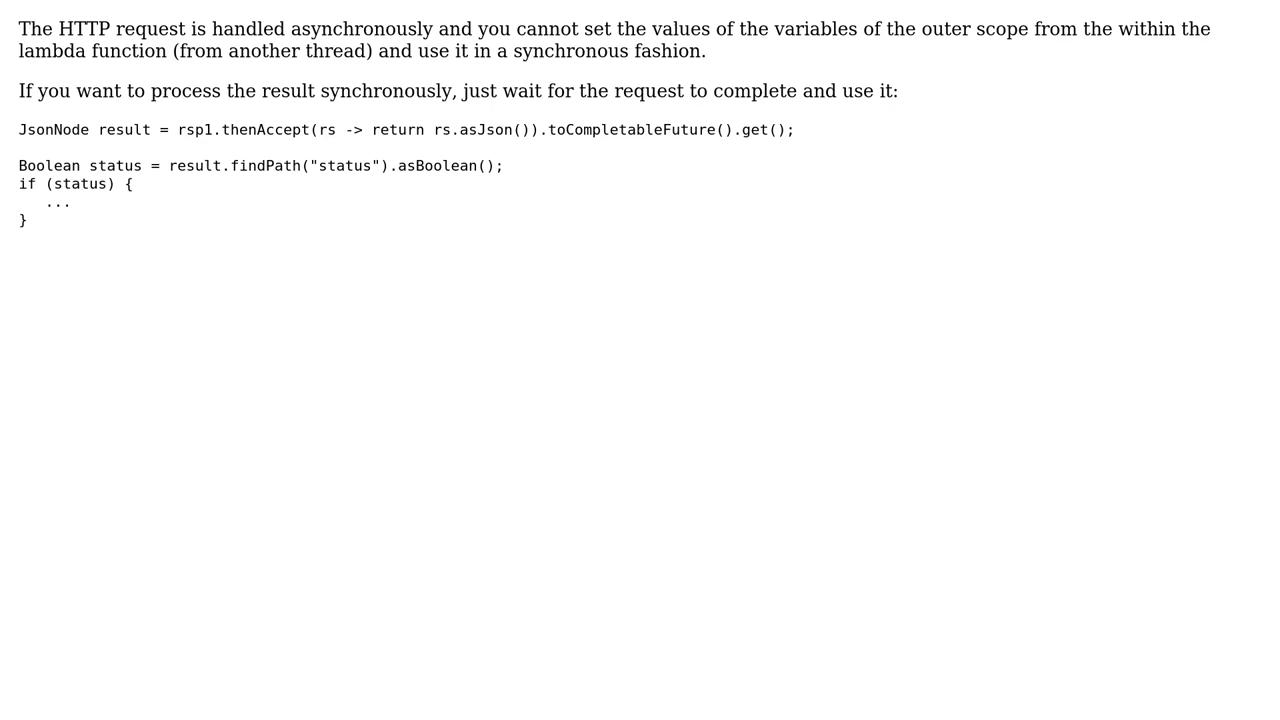 The HTTP request is handled asynchronously and you cannot set the values of the variables of the outer scope from the within the
lambda function (from another thread) and use it in a synchronous fashion.
If you want to process the result synchronously, just wait for the request to complete and use it:
JsonNode result = rsp1.thenAccept(rs -> return rs.asJson()).toCompletableFuture().get();
Boolean status = result.findPath("status").asBoolean();
if (status) {
   ...
}